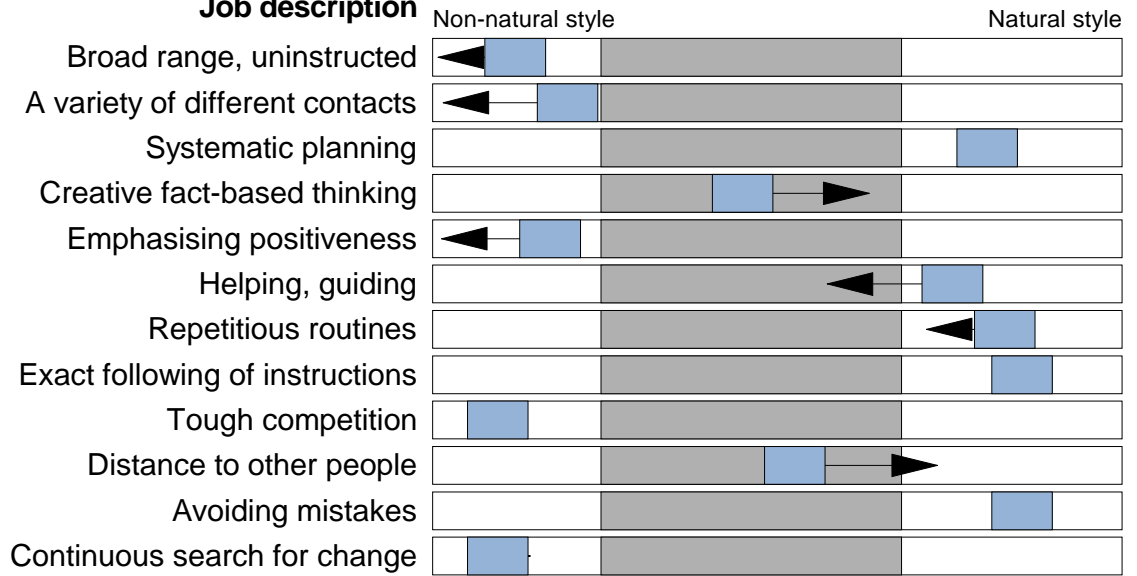 Job description
Non-natural style
Natural style
Broad range, uninstructed
A variety of different contacts
Systematic planning
Creative fact-based thinking
Emphasising positiveness
Helping, guiding
Repetitious routines
Exact following of instructions
Tough competition
Distance to other people
Avoiding mistakes
Continuous search for change